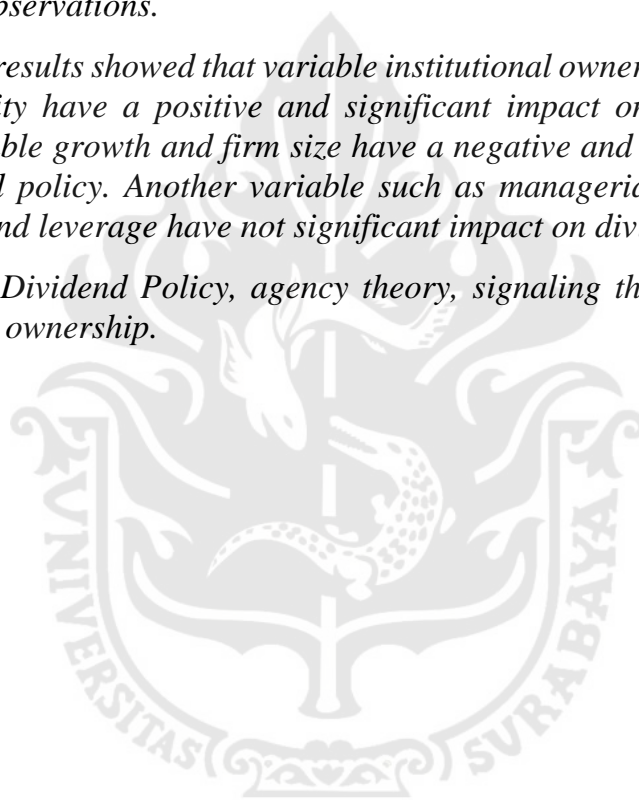 bservations.
results showed that variable institutional owner
ity have a positive and significant impact on
ble growth and firm size have a negative and
l policy. Another variable such as manageria
nd leverage have not significant impact on div
Dividend Policy, agency theory, signaling th
ownership.
UNIVERSITAS SURABAYA